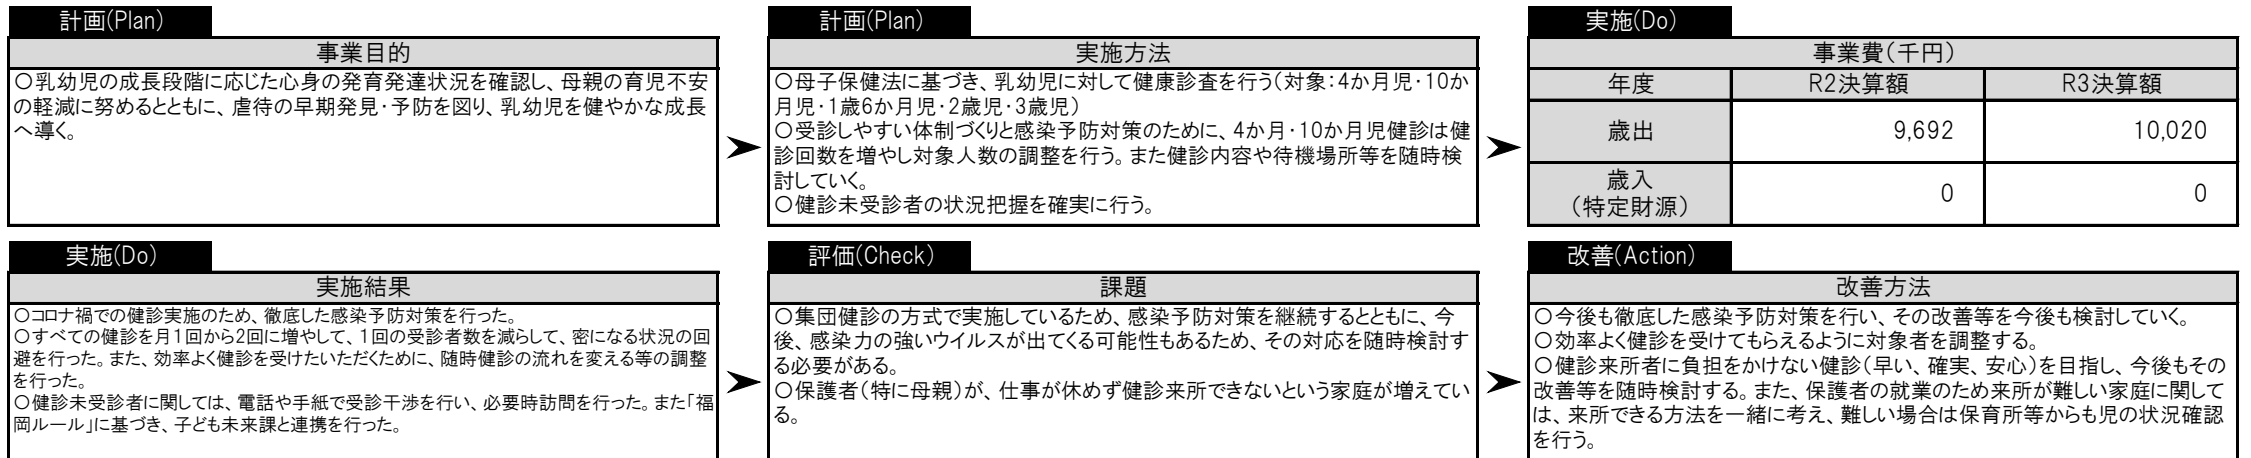 計画(Plan)
事業目的
〇乳幼児の成長段階に応じた心身の発育発達状況を確認し、母親の育児不安
の軽減に努めるとともに、虐待の早期発見・予防を図り、乳幼児を健やかな成長
へ導く。
計画(Plan)
実施方法
〇母子保健法に基づき、乳幼児に対して健康診査を行う(対象:4か月児・10か
月児・1歳6か月児・2歳児・3歳児)
〇受診しやすい体制づくりと感染予防対策のために、4か月・10か月児健診は健
診回数を増やし対象人数の調整を行う。また健診内容や待機場所等を随時検
討していく。
〇健診未受診者の状況把握を確実に行う。
実施(Do)
事業費(千円)
年度 R2決算額 R3決算額
歳出 9,692 10,020
歳入
(特定財源) 0 0
実施(Do)
実施結果
〇コロナ禍での健診実施のため、徹底した感染予防対策を行った。
〇すべての健診を月1回から2回に増やして、1回の受診者数を減らして、密になる状況の回
避を行った。また、効率よく健診を受けたいただくために、随時健診の流れを変える等の調整
を行った。
〇健診未受診者に関しては、電話や手紙で受診干渉を行い、必要時訪問を行った。また「福
岡ルール」に基づき、子ども未来課と連携を行った。
評価(Check)
課題
〇集団健診の方式で実施しているため、感染予防対策を継続するとともに、今
後、感染力の強いウイルスが出てくる可能性もあるため、その対応を随時検討す
る必要がある。
〇保護者(特に母親)が、仕事が休めず健診来所できないという家庭が増えてい
る。
改善(Action)
改善方法
〇今後も徹底した感染予防対策を行い、その改善等を今後も検討していく。
〇効率よく健診を受けてもらえるように対象者を調整する。
〇健診来所者に負担をかけない健診(早い、確実、安心)を目指し、今後もその
改善等を随時検討する。また、保護者の就業のため来所が難しい家庭に関して
は、来所できる方法を一緒に考え、難しい場合は保育所等からも児の状況確認
を行う。